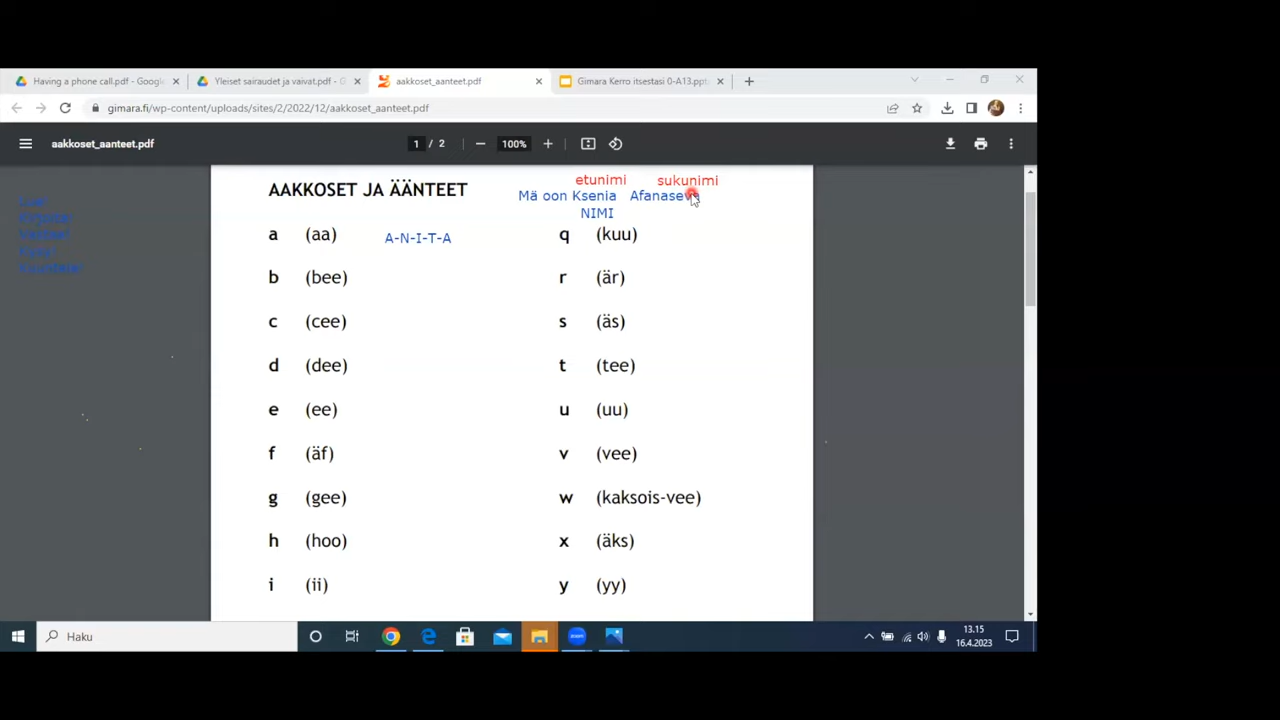 Having a phone call.pdf - Google
Yleiset sairaudet ja vaivat.pdf - G
aakkoset_aanteet.pdf
Gimara Kerro itsestasi 0-A13.ppt
gimara.fi/wp-content/uploads/sites/2/2022/12/aakkoset_aanteet.pdf
aakkoset_aanteet.pdf
1 / 2
100%
etunimi sukunimi
AAKKOSET JA ÄÄNTEET
Mä oon Ksenia Afanaseva
NIMI
A-N-I-T-A
a (aa)
b (bee)
c (cee)
d (dee)
e (ee)
f (äf)
g (gee)
h (hoo)
i (ii)
q (kuu)
r (är)
s (äs)
t (tee)
u (uu)
v (vee)
w (kaksois-vee)
x (äks)
y (yy)
Haku
13.15
16.4.2023